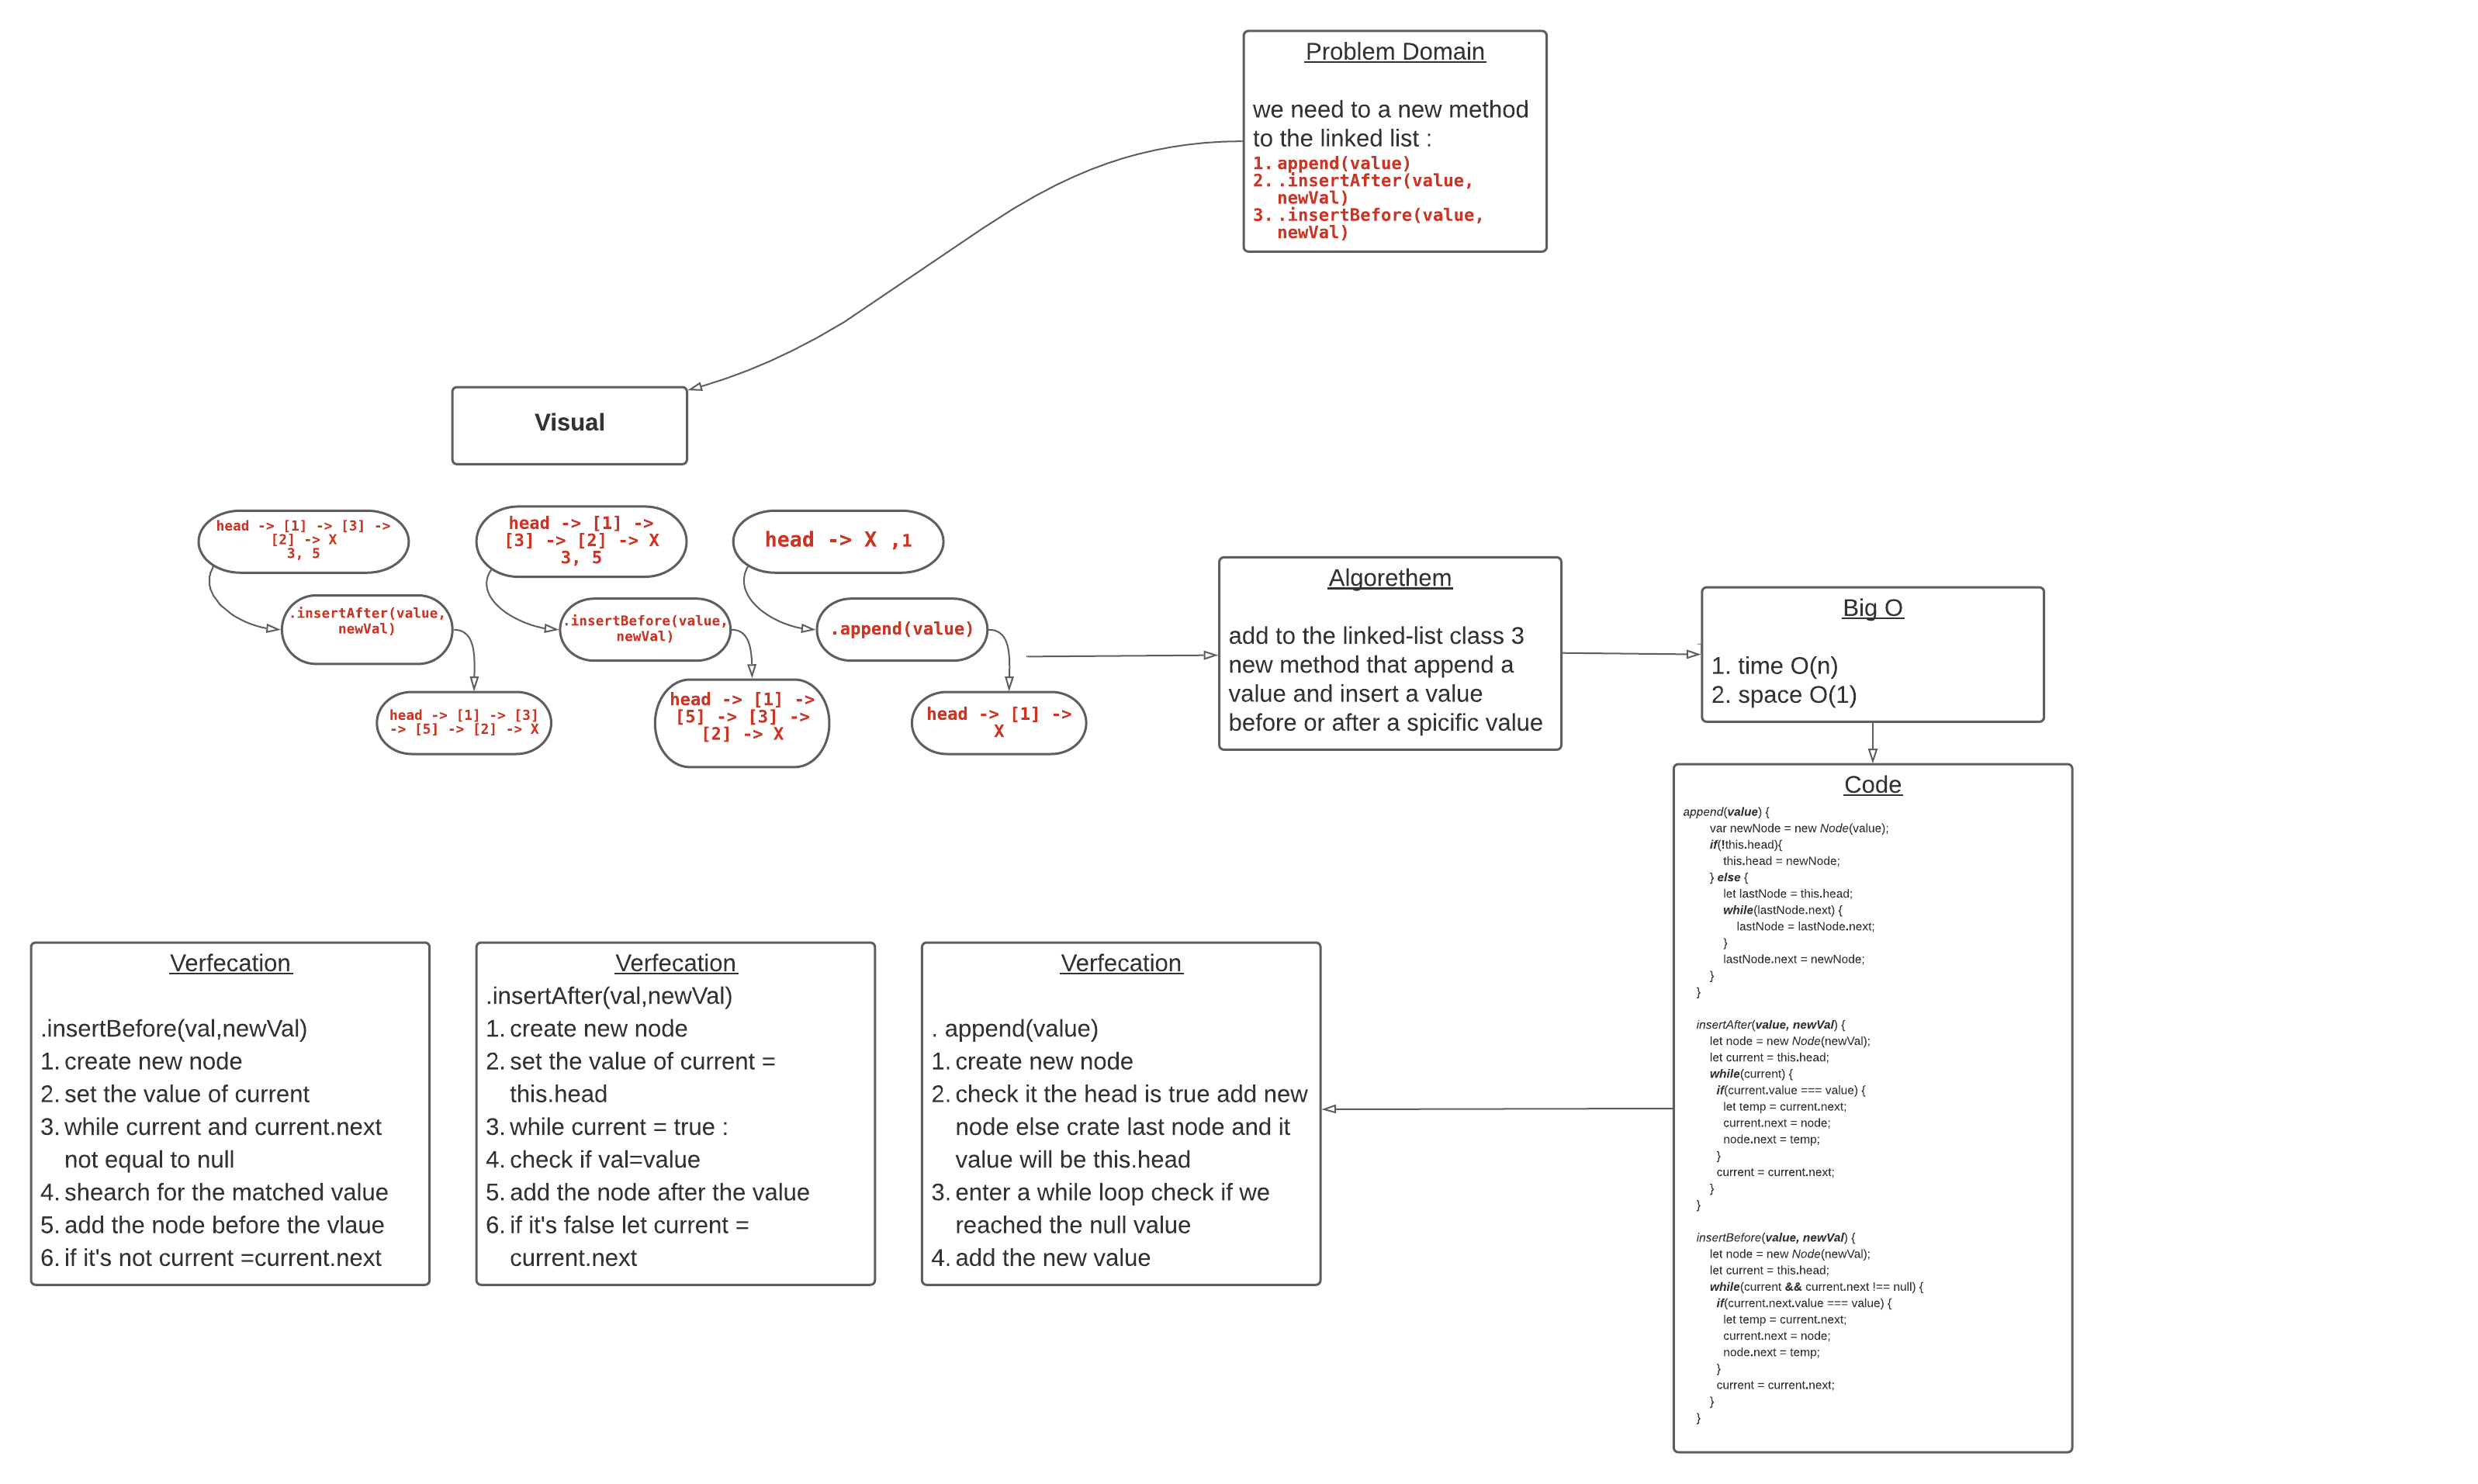 Problem Domain
we need to a new method
to the linked list :
1. append(value)
2. .insertAfter(value,
newVal)
3. .insertBefore(value,
newVal)
Visual
head -> [1] -> [3] ->
[2] -> X
3, 5
.insertAfter(value,
newVal)
head -> [1] -> [3]
-> [5] -> [2] -> X
head -> [1] ->
[3] -> [2] -> X
3, 5
.insertBefore(value,
newVal)
head -> [1] ->
[5] -> [3] ->
[2] -> X
head -> X ,1
.append(value)
head -> [1] ->
X
Algorethem
add to the linked-list class 3
new method that append a
value and insert a value
before or after a spicific value
Big O
1. time O(n)
2. space O(1)
Code
append(value) {
var newNode = new Node(value);
if(!this.head){
this.head = newNode;
} else {
let lastNode = this.head;
while(lastNode.next) {
lastNode = lastNode.next;
}
lastNode.next = newNode;
}
}
insertAfter(value, newVal) {
let node = new Node(newVal);
let current = this.head;
while(current) {
if(current.value === value) {
let temp = current.next;
current.next = node;
node.next = temp;
}
current = current.next;
}
}
insertBefore(value, newVal) {
let node = new Node(newVal);
let current = this.head;
while(current && current.next !== null) {
if(current.next.value === value) {
let temp = current.next;
current.next = node;
node.next = temp;
}
current = current.next;
}
}
Verfecation
.insertBefore(val,newVal)
1. create new node
2. set the value of current
3. while current and current.next
not equal to null
4. shearch for the matched value
5. add the node before the vlaue
6. if it's not current =current.next
Verfecation
.insertAfter(val,newVal)
1. create new node
2. set the value of current =
this.head
3. while current = true :
4. check if val=value
5. add the node after the value
6. if it's false let current =
current.next
Verfecation
. append(value)
1. create new node
2. check it the head is true add new
node else crate last node and it
value will be this.head
3. enter a while loop check if we
reached the null value
4. add the new value